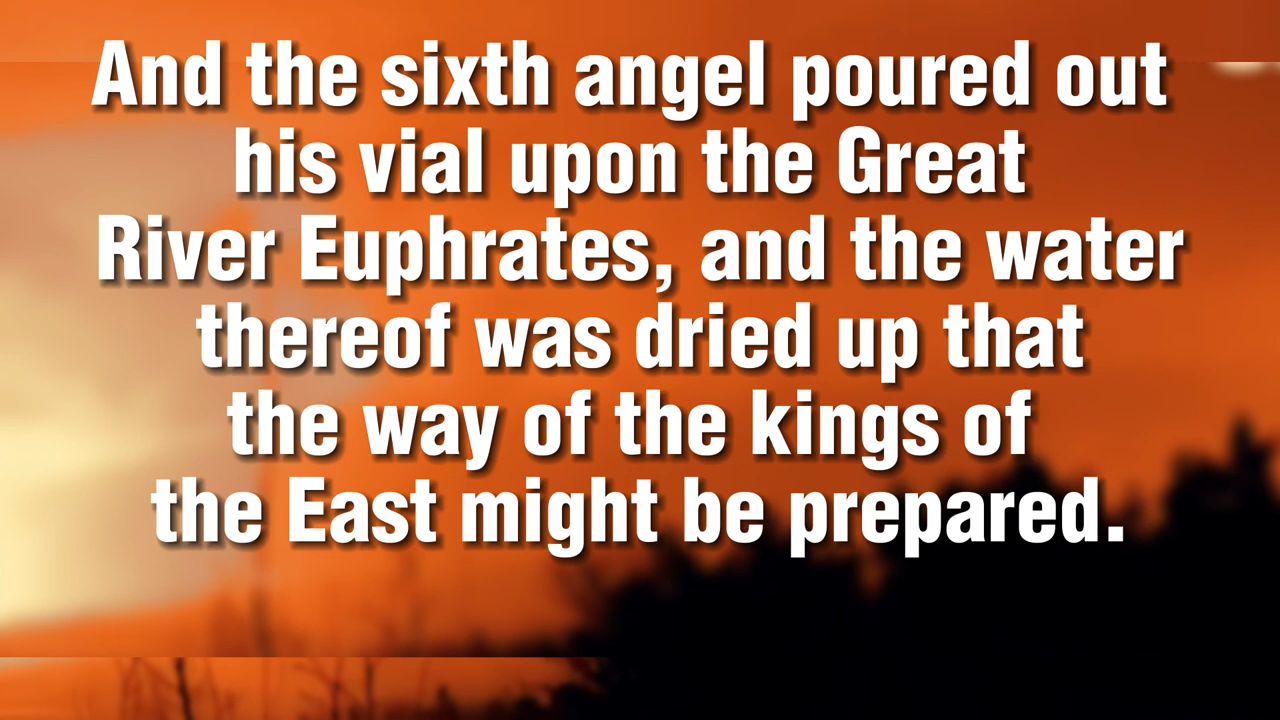 And the sixth angel poured out
his vial upon the Great
River Euphrates, and the water
thereof was dried up that
the way of the kings of
the East might be prepared.